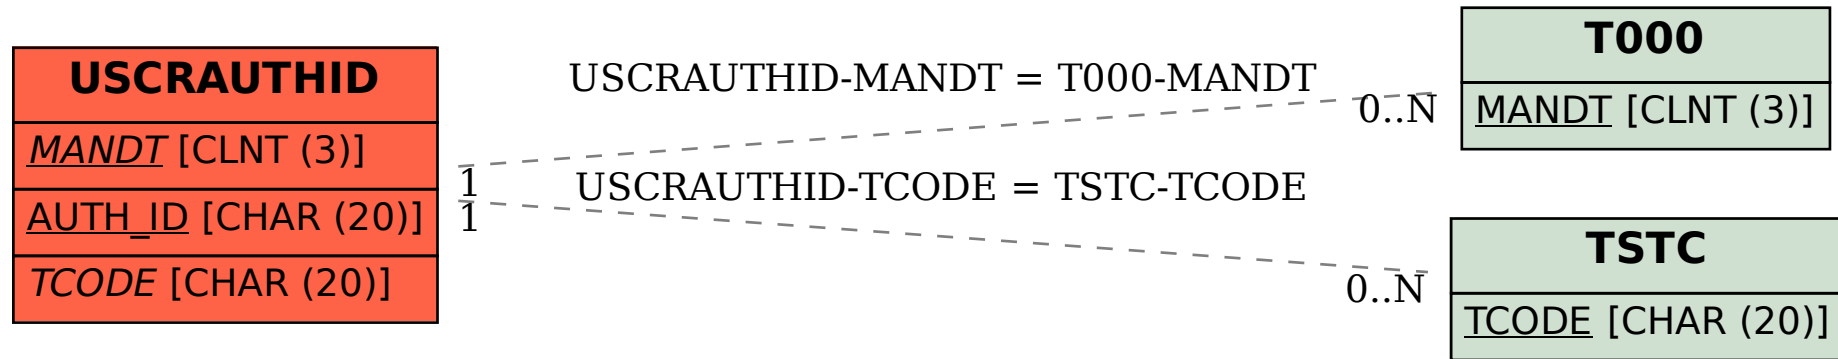 USCRAUTHID
MANDT [CLNT (3)]
AUTH_ID [CHAR (20)]
TCODE [CHAR (20)]
USCRAUTHID-MANDT = T000-MANDT
0..N
1
USCRAUTHID-TCODE = TSTC-TCODE
1
0..N
T000
MANDT [CLNT (3)]
TSTC
TCODE [CHAR (20)]